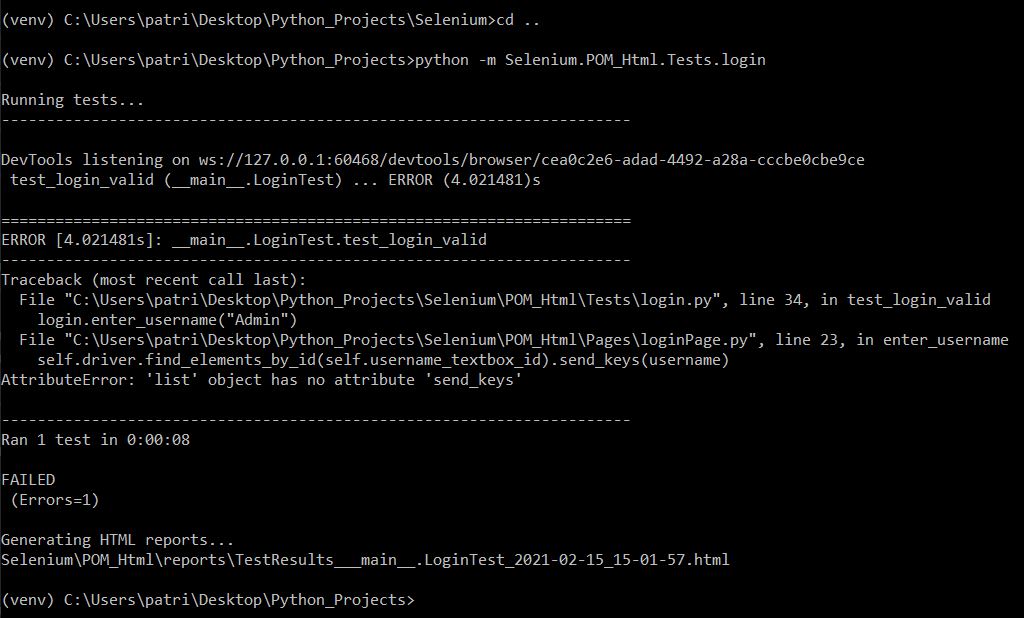 (venv) C:\Users\patri\Desktop\Python_Projects\Selenium>cd ..
(venv) C:\Users\patri\Desktop\Python_Projects>python -m Selenium.POM_Html.Tests.login
Running tests...
----------------------------------------------------------------------
DevTools listening on ws://127.0.0.1:60468/devtools/browser/cea0c2e6-adad-4492-a28a-cccbe0cbe9ce
 test_login_valid (__main__.LoginTest) ... ERROR (4.021481)s
======================================================================
ERROR [4.021481s]: __main__.LoginTest.test_login_valid
----------------------------------------------------------------------
Traceback (most recent call last):
  File "C:\Users\patri\Desktop\Python_Projects\Selenium\POM_Html\Tests\login.py", line 34, in test_login_valid
    login.enter_username("Admin")
  File "C:\Users\patri\Desktop\Python_Projects\Selenium\POM_Html\Pages\loginPage.py", line 23, in enter_username
    self.driver.find_elements_by_id(self.username_textbox_id).send_keys(username)
AttributeError: 'list' object has no attribute 'send_keys'
----------------------------------------------------------------------
Ran 1 test in 0:00:08
FAILED
 (Errors=1)
Generating HTML reports...
Selenium\POM_Html\reports\TestResults___main__.LoginTest_2021-02-15_15-01-57.html
(venv) C:\Users\patri\Desktop\Python_Projects>